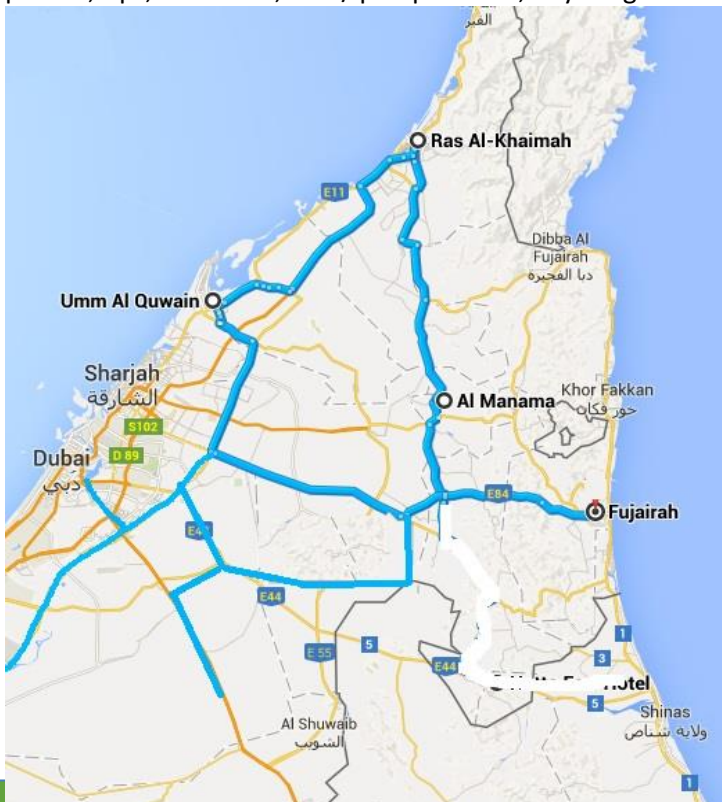 الفير
Ras Al-Khaimah
E11
Dibba Al
Fujairah
دبا الفجيرة
Umm Al Quwain
Sharjah
الشارقة
Al Manama
Khor Fakkan
خور فكان
S102
D 89
Dubai
دبي
E84
Fujairah
E44
E 55
5
E44
1
3
Hotel
5
Shinas
ولاية شناص
Al Shuwaib
الشويب
1